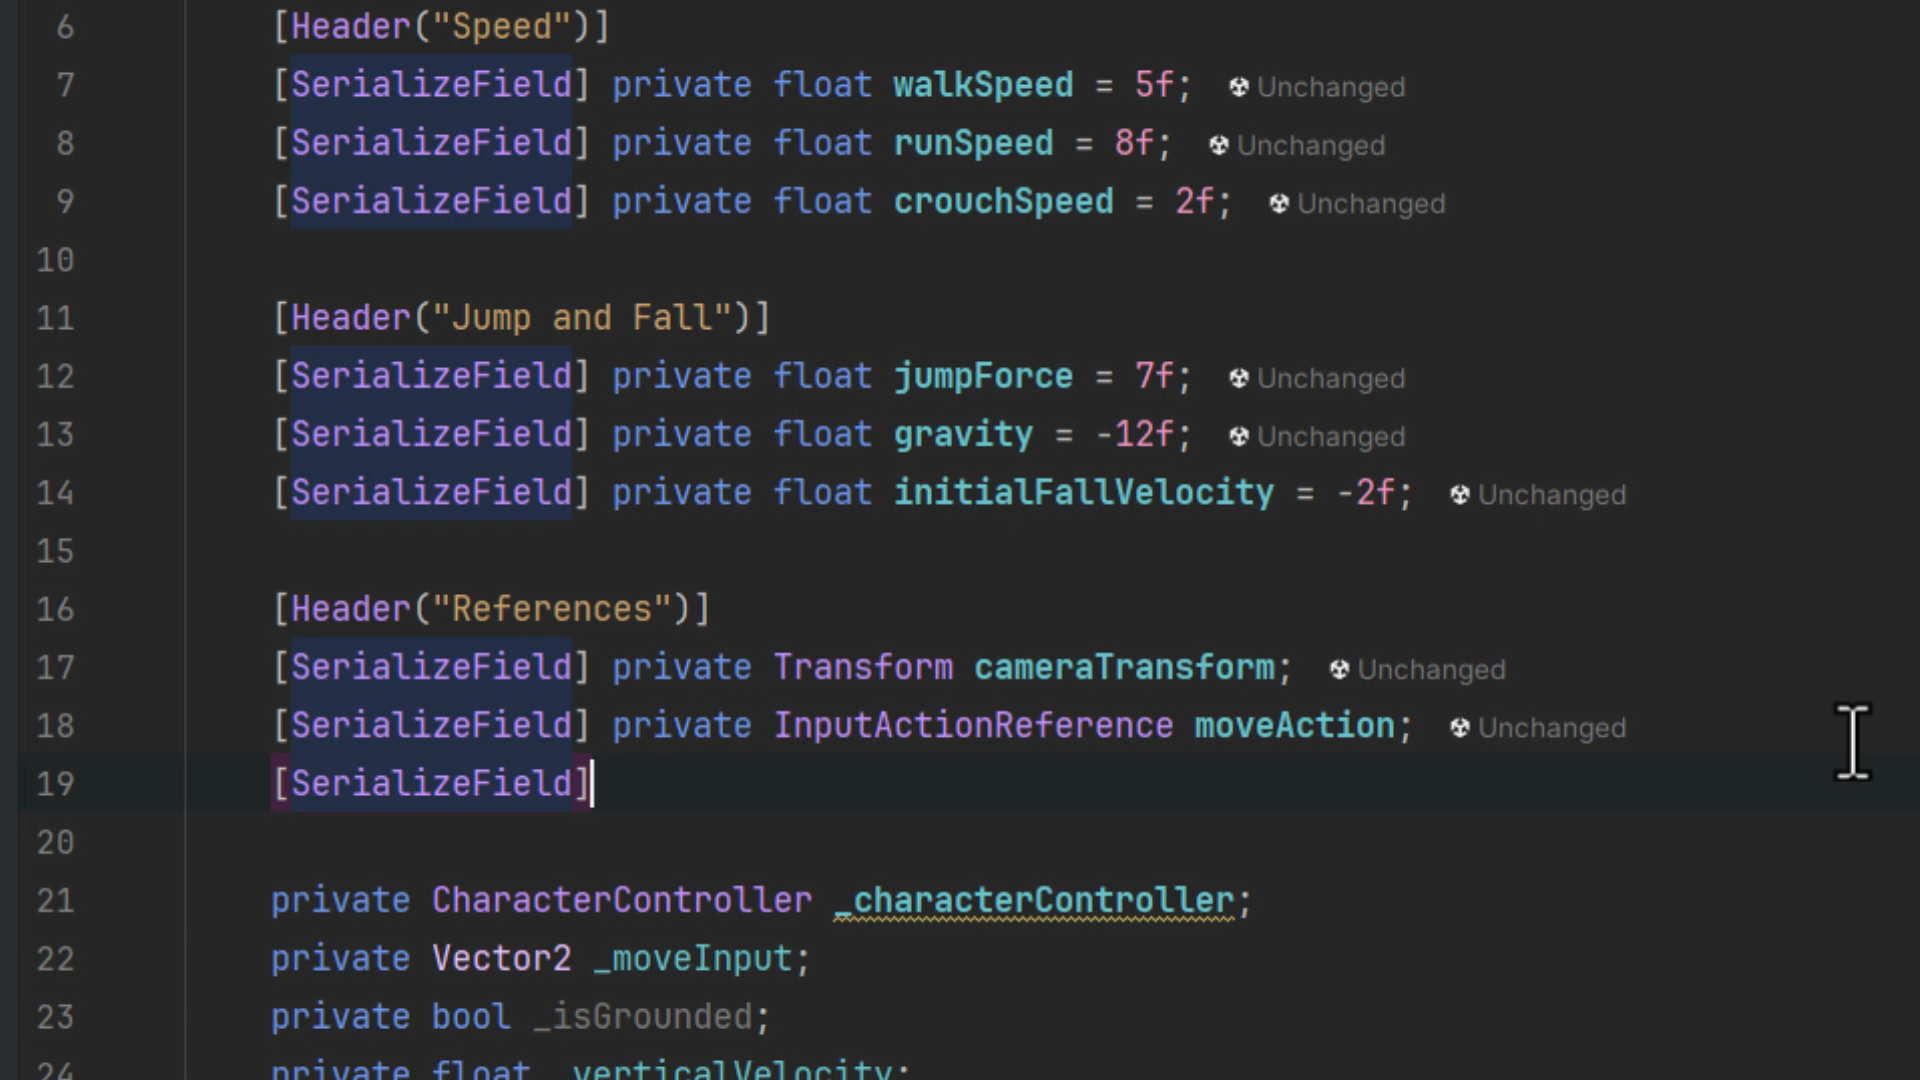 6 [Header("Speed")]
7 [SerializeField] private float walkSpeed = 5f; Unchanged
8 [SerializeField] private float runSpeed = 8f; Unchanged
9 [SerializeField] private float crouchSpeed = 2f; Unchanged
10
11 [Header("Jump and Fall")]
12 [SerializeField] private float jumpForce = 7f; Unchanged
13 [SerializeField] private float gravity = -12f; Unchanged
14 [SerializeField] private float initialFallVelocity = -2f; Unchanged
15
16 [Header("References")]
17 [SerializeField] private Transform cameraTransform; Unchanged
18 [SerializeField] private InputActionReference moveAction; Unchanged
19 [SerializeField]
20
21 private CharacterController _characterController;
22 private Vector2 _moveInput;
23 private bool _isGrounded;
24 private float _verticalVelocity;